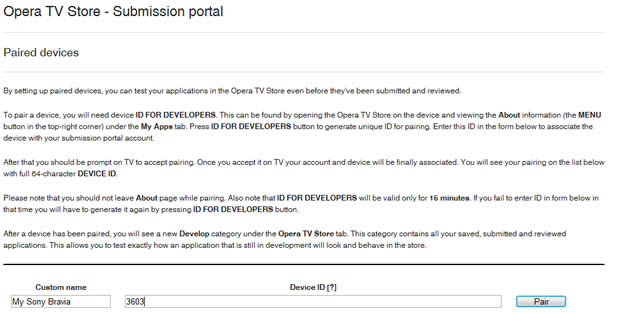 Opera TV Store - Submission portal
Paired devices
By setting up paired devices, you can test your applications in the Opera TV Store even before they've been submitted and reviewed.
To pair a device, you will need device ID FOR DEVELOPERS. This can be found by opening the Opera TV Store on the device and viewing the About information (the MENU
button in the top-right corner) under the My Apps tab. Press ID FOR DEVELOPERS button to generate unique ID for pairing. Enter this ID in the form below to associate the
device with your submission portal account.
After that you should be prompt on TV to accept pairing. Once you accept it on TV your account and device will be finally associated. You will see your pairing on the list below
with full 64-character DEVICE ID.
Please note that you should not leave About page while pairing. Also note that ID FOR DEVELOPERS will be valid only for 15 minutes. If you fail to enter ID in form below in
that time you will have to generate it again by pressing ID FOR DEVELOPERS button.
After a device has been paired, you will see a new Develop category under the Opera TV Store tab. This category contains all your saved, submitted and reviewed
applications. This allows you to test exactly how an application that is still in development will look and behave in the store.
Custom name Device ID [?]
My Sony Bravia 3603 Pair